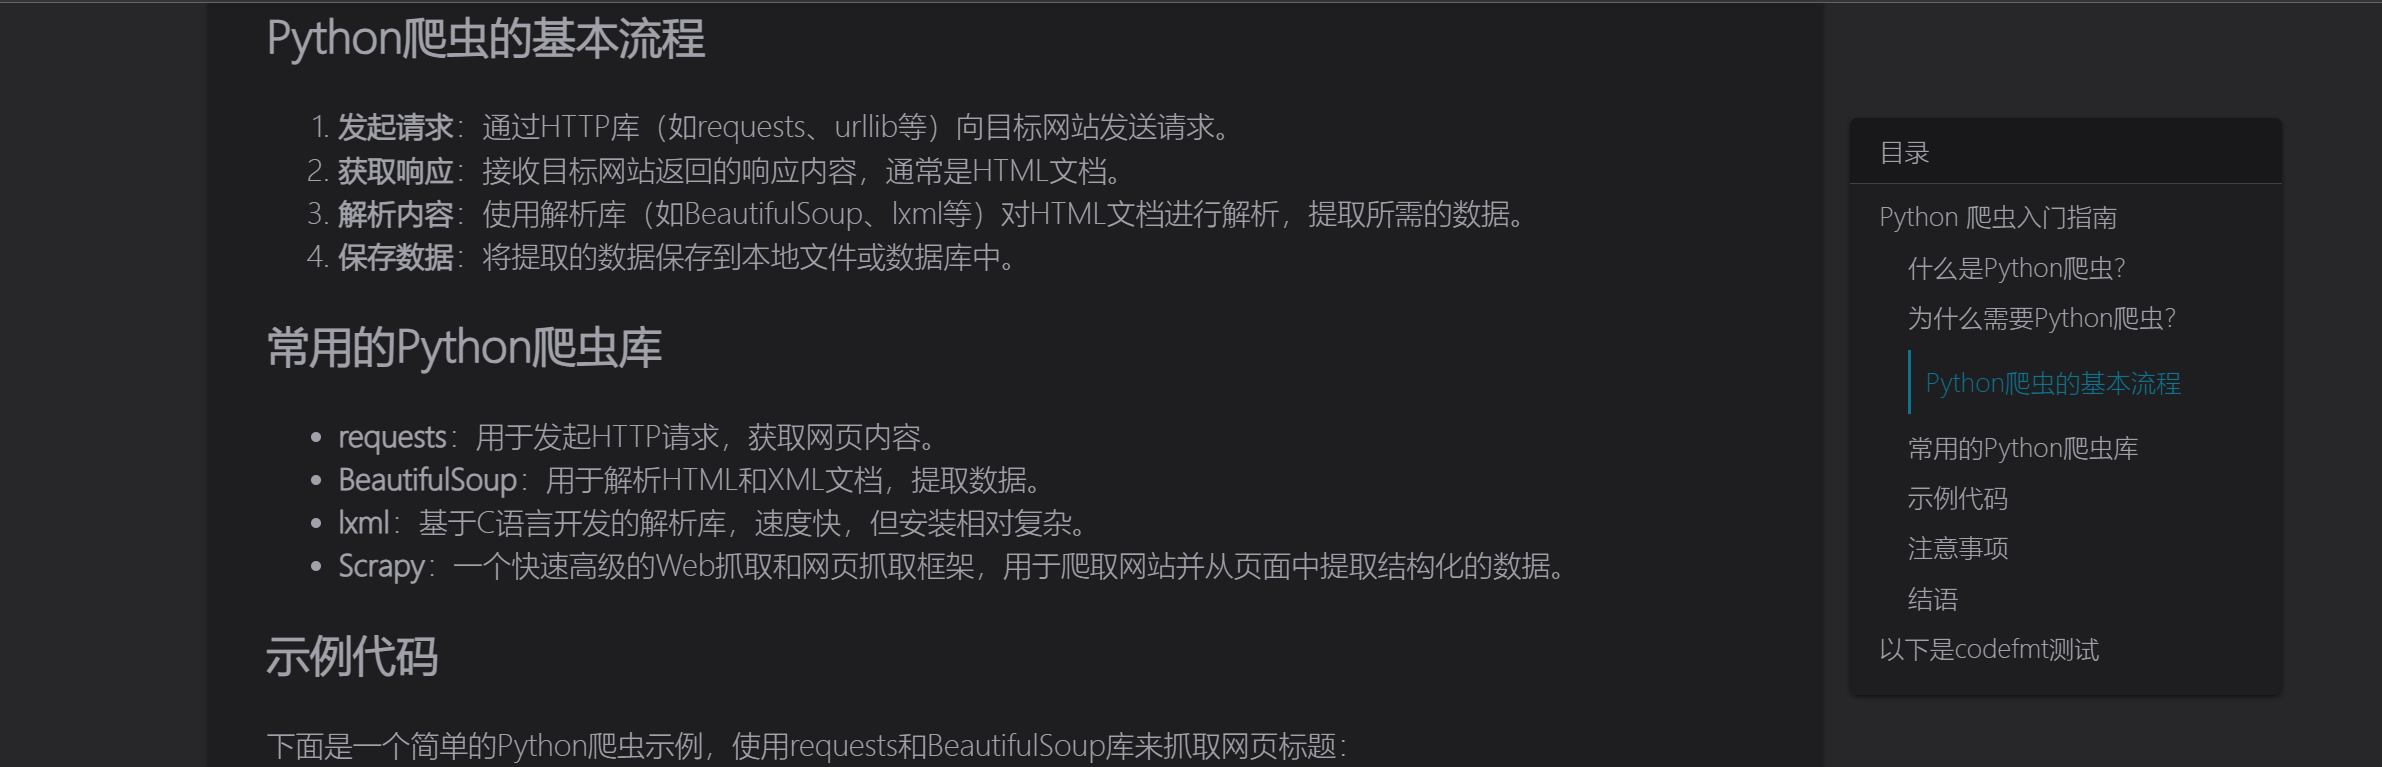 Python爬虫的基本流程
1. 发起请求：通过HTTP库（如requests、urllib等）向目标网站发送请求。
2. 获取响应：接收目标网站返回的响应内容，通常是HTML文档。
3. 解析内容：使用解析库（如BeautifulSoup、lxml等）对HTML文档进行解析，提取所需的数据。
4. 保存数据：将提取的数据保存到本地文件或数据库中。
常用的Python爬虫库
• requests：用于发起HTTP请求，获取网页内容。
• BeautifulSoup：用于解析HTML和XML文档，提取数据。
• lxml：基于C语言开发的解析库，速度快，但安装相对复杂。
• Scrapy：一个快速高级的Web抓取和网页抓取框架，用于爬取网站并从页面中提取结构化的数据。
示例代码
下面是一个简单的Python爬虫示例，使用requests和BeautifulSoup库来抓取网页标题：
目录
Python 爬虫入门指南
什么是Python爬虫？
为什么需要Python爬虫？
Python爬虫的基本流程
常用的Python爬虫库
示例代码
注意事项
结语
以下是codefmt测试